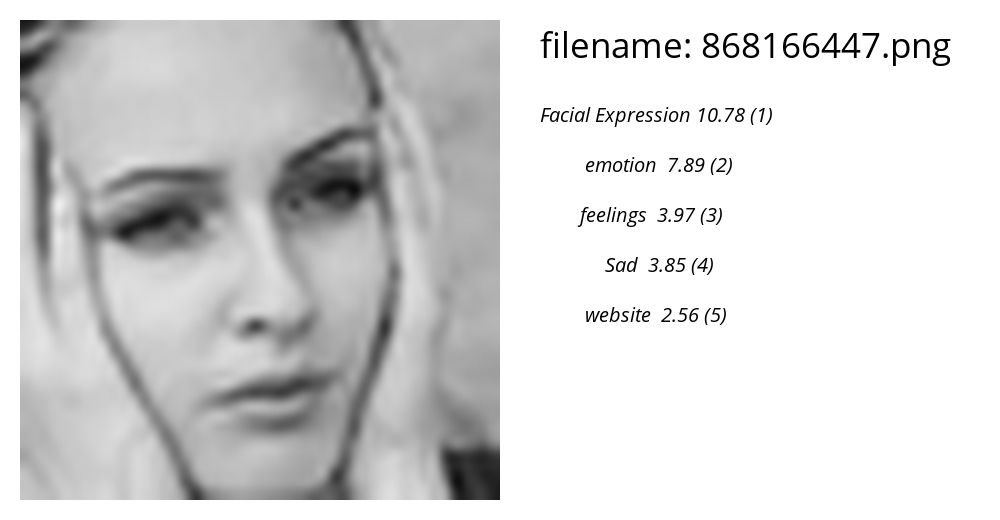 filename: 868166447.png
Facial Expression 10.78 (1)
emotion 7.89 (2)
feelings 3.97 (3)
Sad 3.85 (4)
website 2.56 (5)